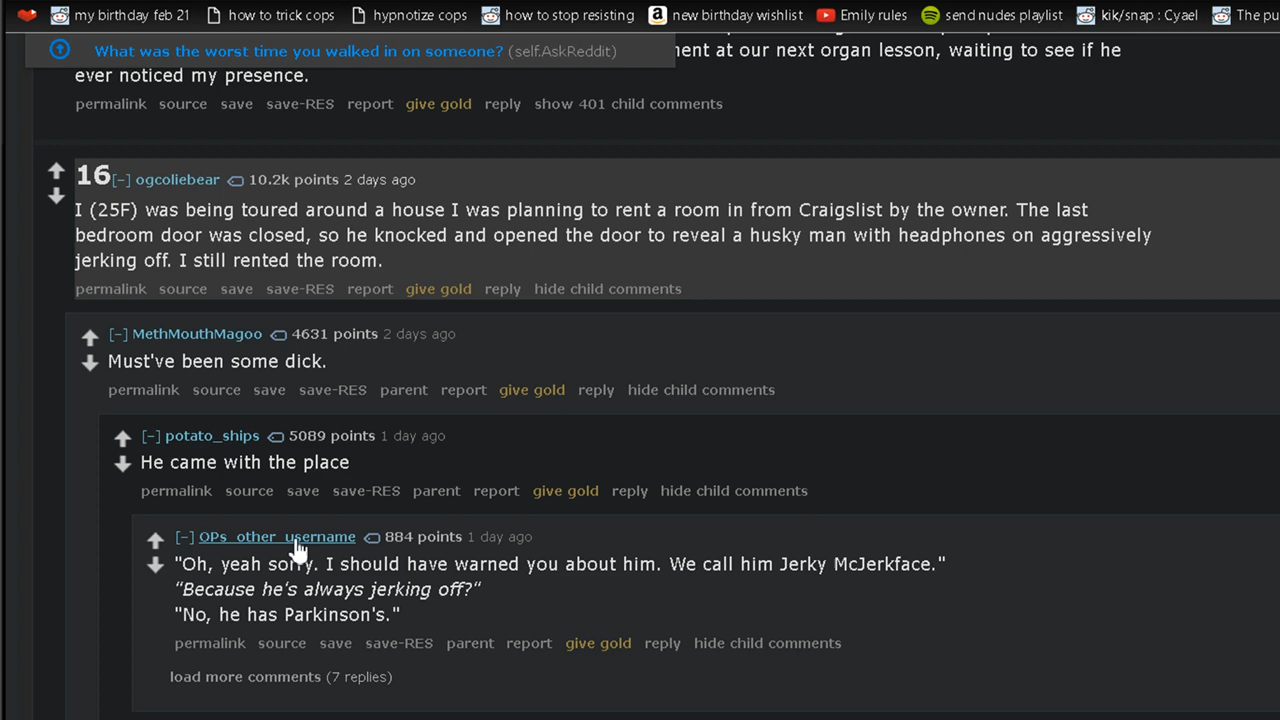 my birthday feb 21 how to trick cops hypnotize cops how to stop resisting new birthday wishlist Emily rules send nudes playlist kik/snap : Cyael The pu
What was the worst time you walked in on someone? (self.AskReddit) ment at our next organ lesson, waiting to see if he
ever noticed my presence.
permalink source save save-RES report give gold reply show 401 child comments
16 [-] ogcoliebear 10.2k points 2 days ago
I (25F) was being toured around a house I was planning to rent a room in from Craigslist by the owner. The last
bedroom door was closed, so he knocked and opened the door to reveal a husky man with headphones on aggressively
jerking off. I still rented the room.
permalink source save save-RES report give gold reply hide child comments
[-] MethMouthMagoo 4631 points 2 days ago
Must've been some dick.
permalink source save save-RES parent report give gold reply hide child comments
[-] potato_ships 5089 points 1 day ago
He came with the place
permalink source save save-RES parent report give gold reply hide child comments
[-] OPs_other_username 884 points 1 day ago
"Oh, yeah sorry. I should have warned you about him. We call him Jerky McJerkface."
"Because he's always jerking off?"
"No, he has Parkinson's."
permalink source save save-RES parent report give gold reply hide child comments
load more comments (7 replies)